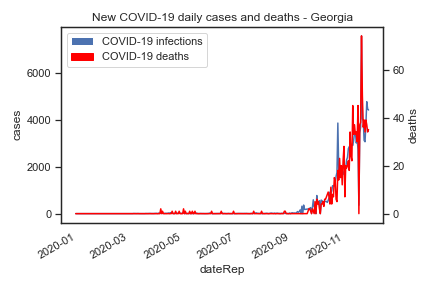 New COVID-19 daily cases and deaths - Georgia
COVID-19 infections
COVID-19 deaths
6000
4000
2000
0
cases
60
40
20
0
deaths
2020-01
2020-03
2020-05
2020-07
2020-09
2020-11
dateRep